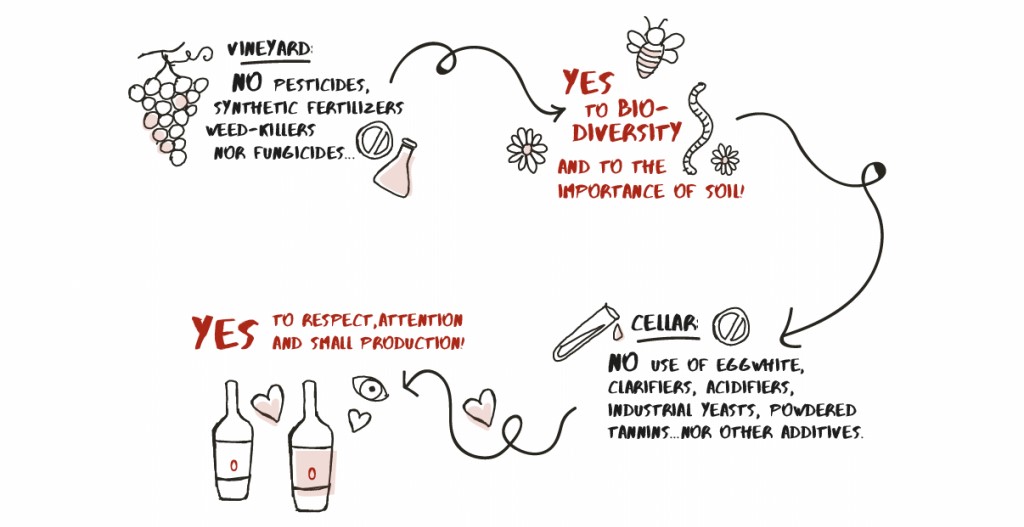 VINEYARD:
NO PESTICIDES,
SYNTHETIC FERTILIZERS
WEED-KILLERS
NOR FUNGICIDES...
YES
TO BIO-
DIVERSITY
AND TO THE
IMPORTANCE OF SOIL!
CELLAR:
NO USE OF EGGWHITE,
CLARIFIERS, ACIDIFIERS,
INDUSTRIAL YEASTS, POWDERED
TANNINS...NOR OTHER ADDITIVES.
YES TO RESPECT,ATTENTION
AND SMALL PRODUCTION!
0
0